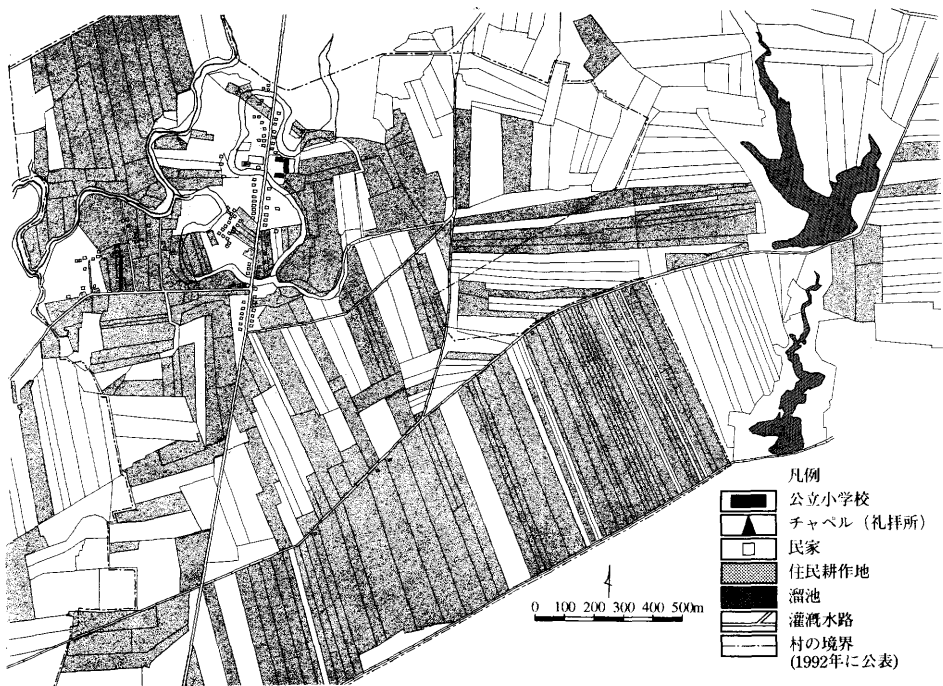 0 100 200 300 400 500m
凡例
公立小学校
チャペル(礼拝所)
民家
住民耕作地
溜池
灌漑水路
村の境界
(1992年に公表)